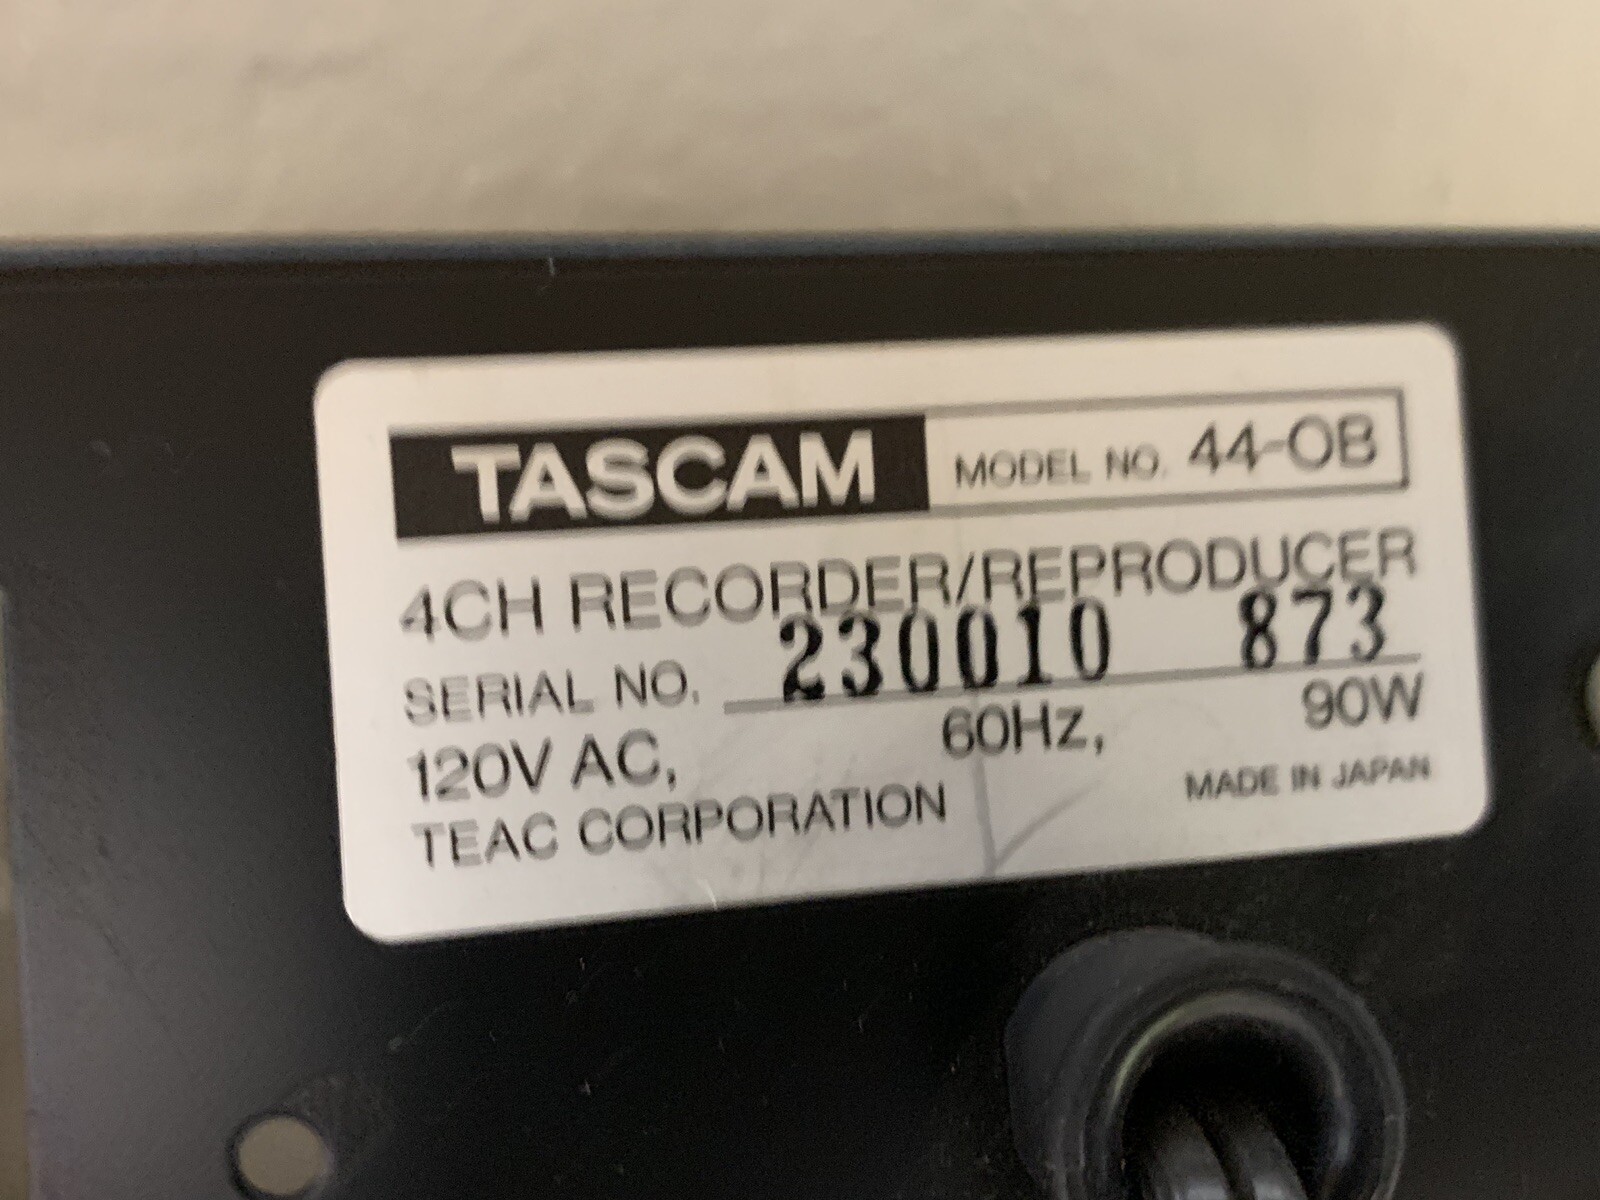 TASCAM MODEL NO. 44-OB
4CH RECORDER/REPRODUCER
SERIAL NO. 230010 873
120V AC, 60Hz, 90W
TEAC CORPORATION MADE IN JAPAN